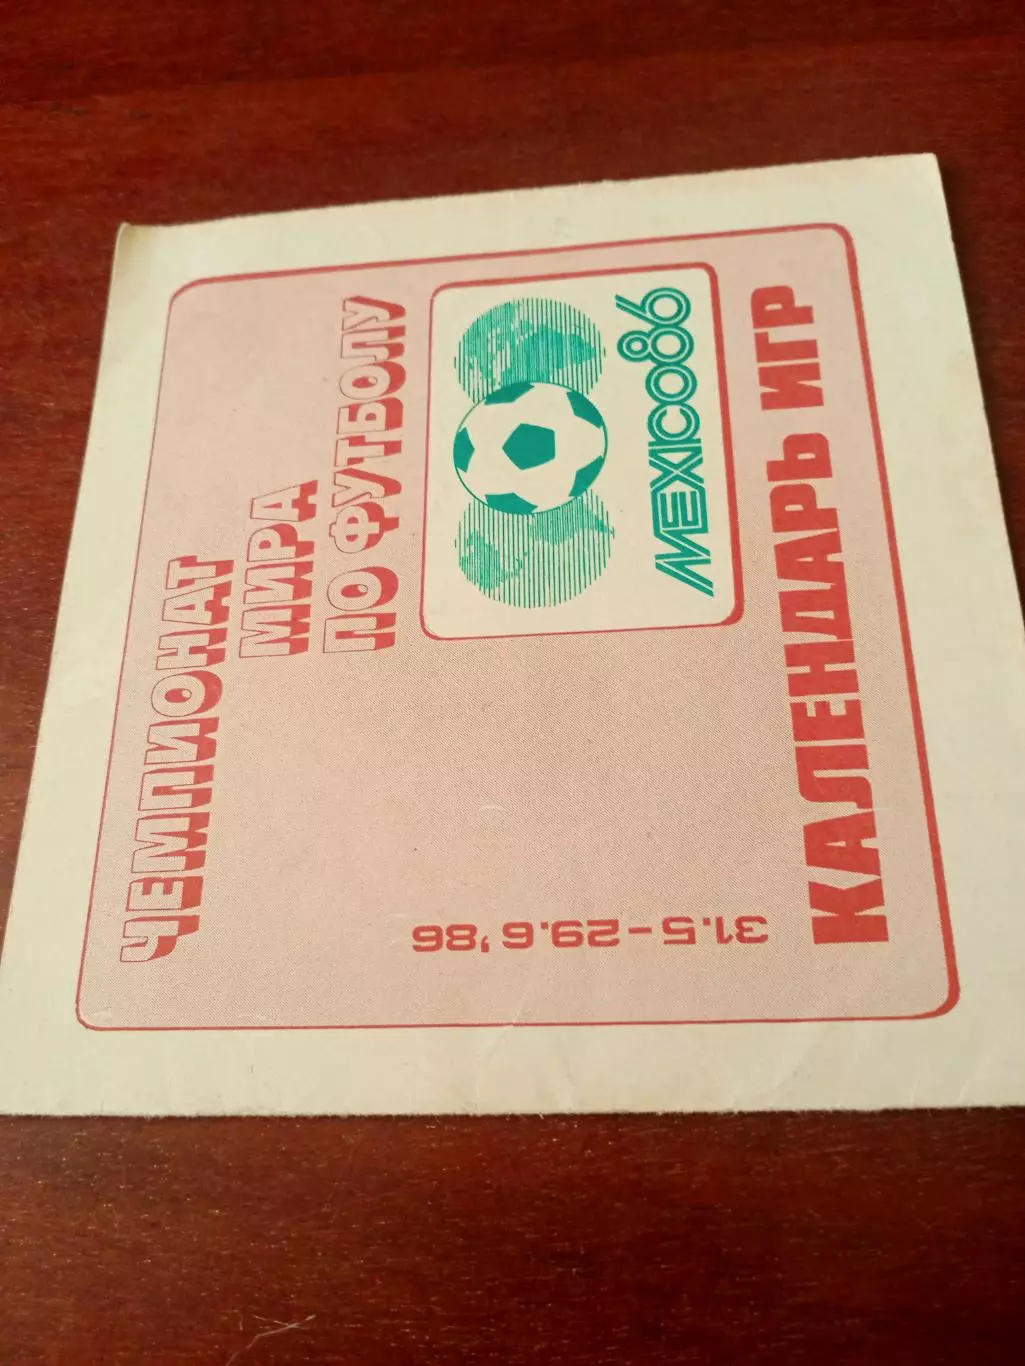 ЧЕМПИОНАТ
МИРА
ПО ФУТБОЛУ
MEXICO86
31.5-29.6 '86
КАЛЕНДАРЬ ИГР